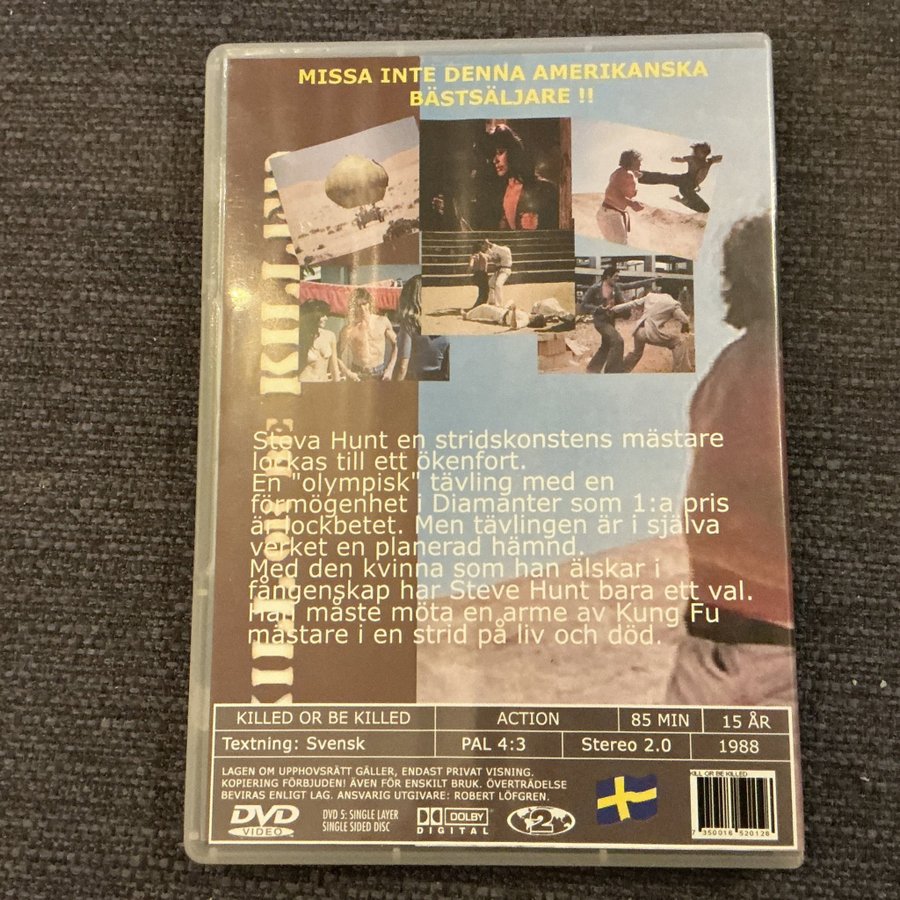 MISSA INTE DENNA AMERIKANSKA
BÄSTSÄLJARE !!
Steva Hunt en stridskonstens mästare
lockas till ett ökenfort.
En "olympisk" tävling med en
förmögenhet i Diamanter som 1:a pris
är lockbetet. Men tävlingen är i själva
verket en planerad hämnd.
Med den kvinna som han älskar i
fångenskap har Steve Hunt bara ett val.
Han måste möta en arme av Kung Fu
mästare i en strid på liv och död.
KILLED OR BE KILLED
ACTION
85 MIN
15 ÅR
Textning: Svensk
PAL 4:3
Stereo 2.0
1988
LAGEN OM UPPHOVSRÄTT GÄLLER, ENDAST PRIVAT VISNING.
KOPIERING FÖRBJUDEN! ÄVEN FÖR ENSKILT BRUK. ÖVERTRÄDELSE
BEVIRAS ENLIGT LAG. ANSVARIG UTGIVARE: ROBERT LÖFGREN.
DVD
VIDEO
DVD 5: SINGLE LAYER
SINGLE SIDED DISC
DOLBY
DIGITAL
2
KILL OR BE KILLED
7 350016 520128